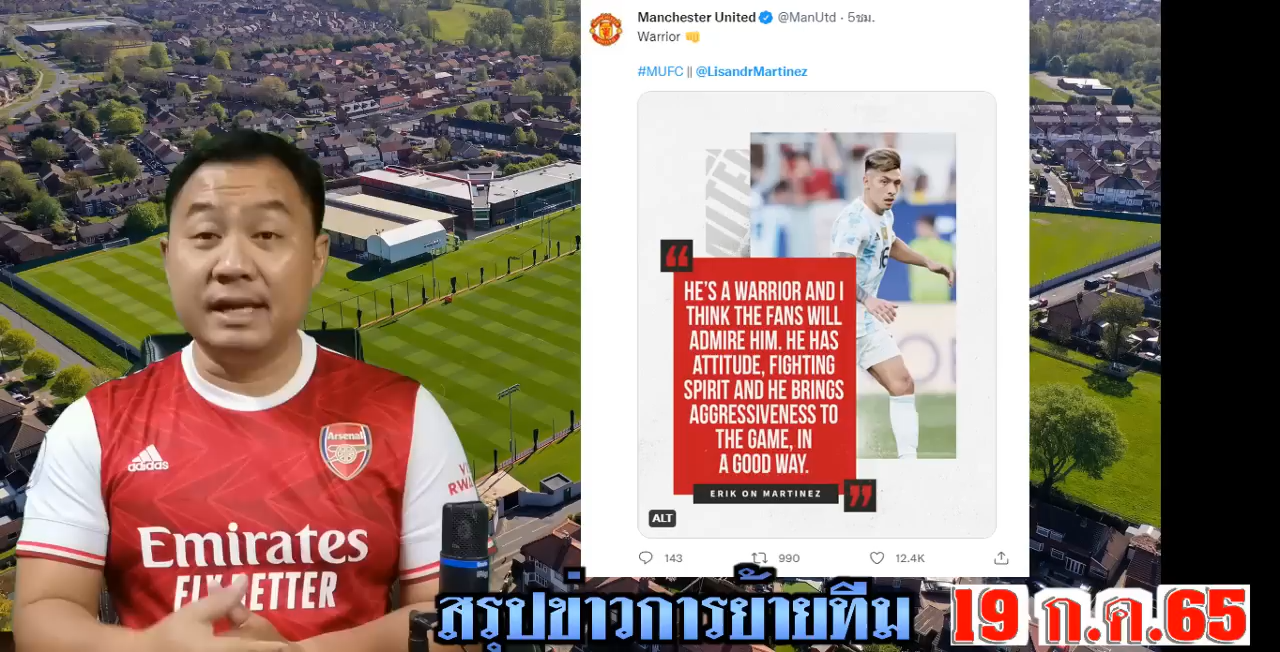 Manchester United @ManUtd · 5ชม.
Warrior
#MUFC || @LisandrMartinez
HE'S A WARRIOR AND I
THINK THE FANS WILL
ADMIRE HIM. HE HAS
ATTITUDE, FIGHTING
SPIRIT AND HE BRINGS
AGGRESSIVENESS TO
THE GAME, IN
A GOOD WAY.
ERIK ON MARTINEZ
ALT
143 990 12.4K
Arsenal
adidas
Emirates
FLY BETTER
สรุปข่าวการย้ายทีม 19 ก.ค.65